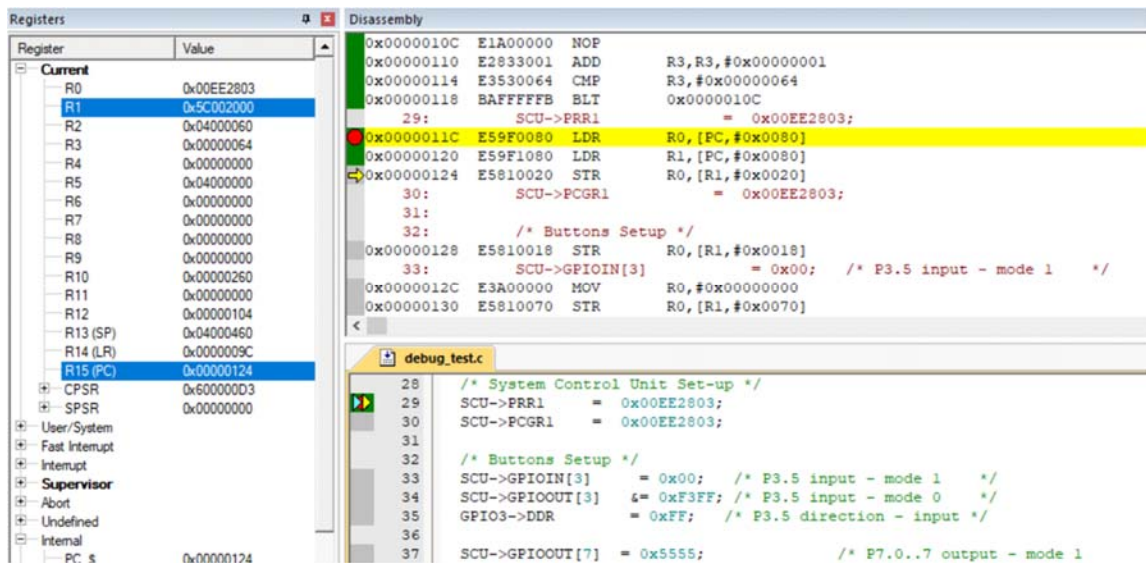 Registers
Register Value
Current
R0 0x00EE2803
R1 0x5C002000
R2 0x04000060
R3 0x00000064
R4 0x00000000
R5 0x04000000
R6 0x00000000
R7 0x00000000
R8 0x00000000
R9 0x00000000
R10 0x00000260
R11 0x00000000
R12 0x00000104
R13 (SP) 0x04000460
R14 (LR) 0x0000009C
R15 (PC) 0x00000124
CPSR 0x600000D3
SPSR 0x00000000
User/System
Fast Interrupt
Interrupt
Supervisor
Abort
Undefined
Internal
PC $ 0x00000124
Disassembly
0x0000010C E1A00000 NOP
0x00000110 E2833001 ADD R3,R3,#0x00000001
0x00000114 E3530064 CMP R3,#0x00000064
0x00000118 BAFFFFFB BLT 0x0000010C
29: SCU->PRR1 = 0x00EE2803;
0x0000011C E59F0080 LDR R0,[PC,#0x0080]
0x00000120 E59F1080 LDR R1,[PC,#0x0080]
0x00000124 E5810020 STR R0,[R1,#0x0020]
30: SCU->PCGR1 = 0x00EE2803;
31:
32: /* Buttons Setup */
0x00000128 E5810018 STR R0,[R1,#0x0018]
33: SCU->GPIOIN[3] = 0x00; /* P3.5 input - mode 1 */
0x0000012C E3A00000 MOV R0,#0x00000000
0x00000130 E5810070 STR R0,[R1,#0x0070]
debug_test.c
28 /* System Control Unit Set-up */
29 SCU->PRR1 = 0x00EE2803;
30 SCU->PCGR1 = 0x00EE2803;
31
32 /* Buttons Setup */
33 SCU->GPIOIN[3] = 0x00; /* P3.5 input - mode 1 */
34 SCU->GPIOOUT[3] &= 0xF3FF; /* P3.5 input - mode 0 */
35 GPIO3->DDR = 0xFF; /* P3.5 direction - input */
36
37 SCU->GPIOOUT[7] = 0x5555; /* P7.0..7 output - mode 1